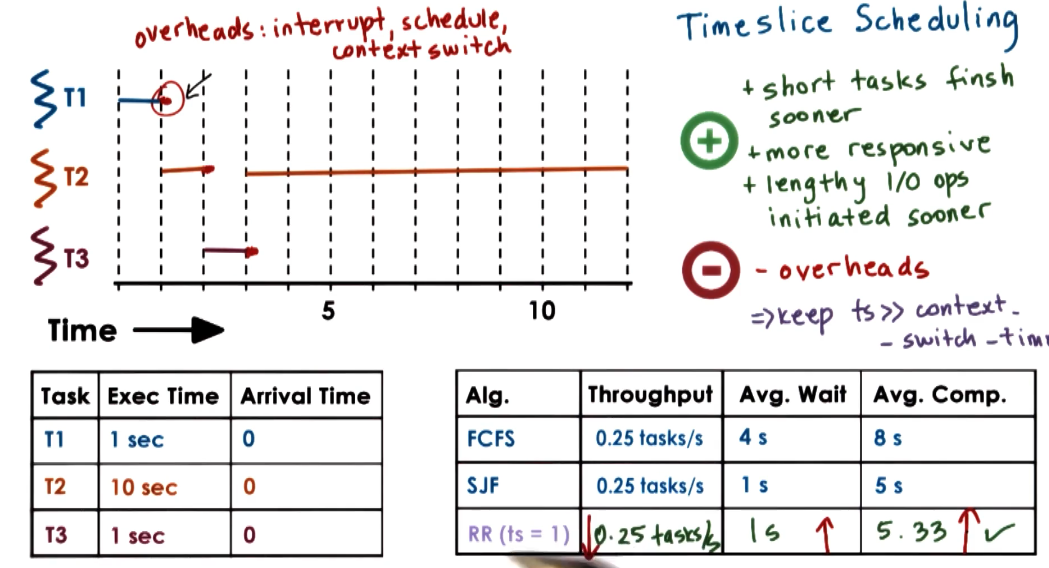 overheads: interrupt, schedule,
context switch
Timeslice Scheduling
T1
T2
T3
5
10
Time
+ short tasks finsh
sooner
+ more responsive
+ lengthy I/O ops
initiated sooner
- overheads
=> keep ts >> context-
- switch - tim
Task Exec Time Arrival Time
T1 1 sec 0
T2 10 sec 0
T3 1 sec 0
Alg. Throughput Avg. Wait Avg. Comp.
FCFS 0.25 tasks/s 4 s 8 s
SJF 0.25 tasks/s 1 s 5 s
RR (ts = 1) 0.25 tasks/s 1s 5.33